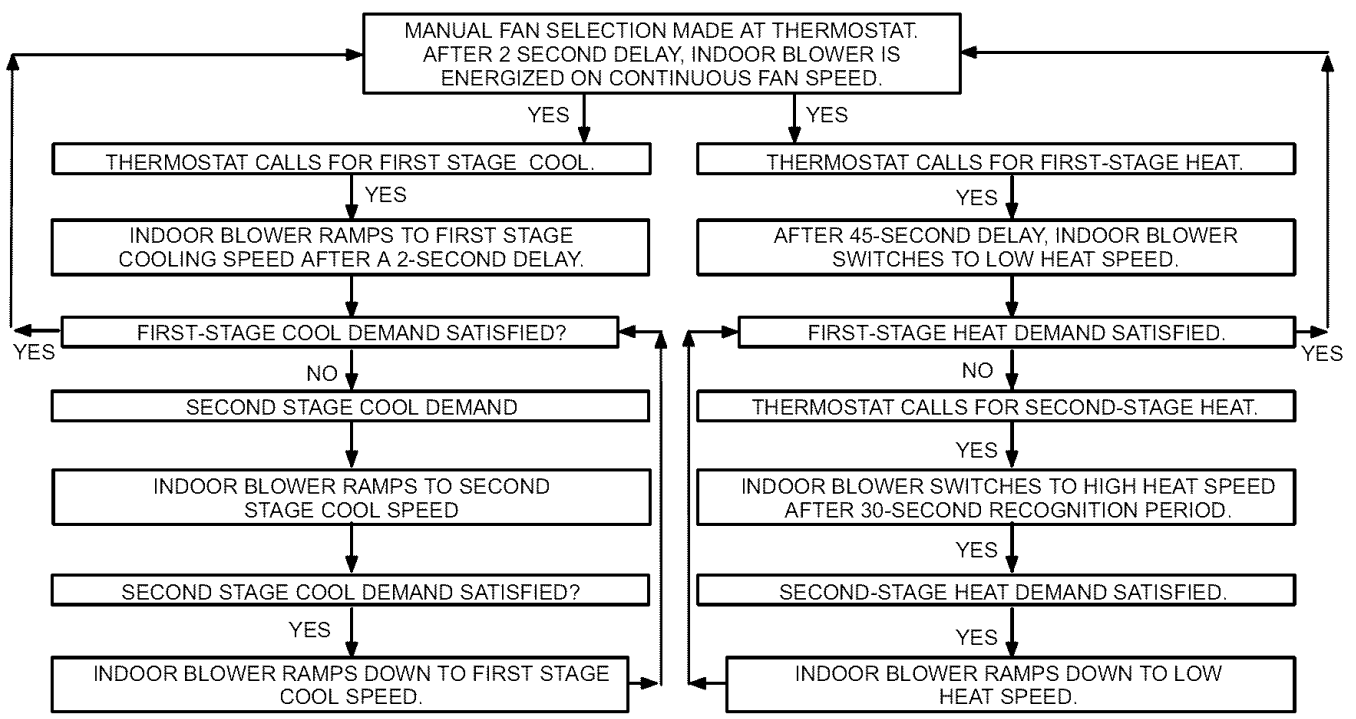 MANUAL FAN SELECTION MADE AT THERMOSTAT.
AFTER 2 SECOND DELAY, INDOOR BLOWER IS
ENERGIZED ON CONTINUOUS FAN SPEED.
YES
YES
THERMOSTAT CALLS FOR FIRST STAGE COOL.
YES
INDOOR BLOWER RAMPS TO FIRST STAGE
COOLING SPEED AFTER A 2-SECOND DELAY.
FIRST-STAGE COOL DEMAND SATISFIED?
YES
NO
SECOND STAGE COOL DEMAND
INDOOR BLOWER RAMPS TO SECOND
STAGE COOL SPEED
SECOND STAGE COOL DEMAND SATISFIED?
YES
INDOOR BLOWER RAMPS DOWN TO FIRST STAGE
COOL SPEED.
THERMOSTAT CALLS FOR FIRST-STAGE HEAT.
YES
AFTER 45-SECOND DELAY, INDOOR BLOWER
SWITCHES TO LOW HEAT SPEED.
FIRST-STAGE HEAT DEMAND SATISFIED.
YES
NO
THERMOSTAT CALLS FOR SECOND-STAGE HEAT.
YES
INDOOR BLOWER SWITCHES TO HIGH HEAT SPEED
AFTER 30-SECOND RECOGNITION PERIOD.
YES
SECOND-STAGE HEAT DEMAND SATISFIED.
YES
INDOOR BLOWER RAMPS DOWN TO LOW
HEAT SPEED.